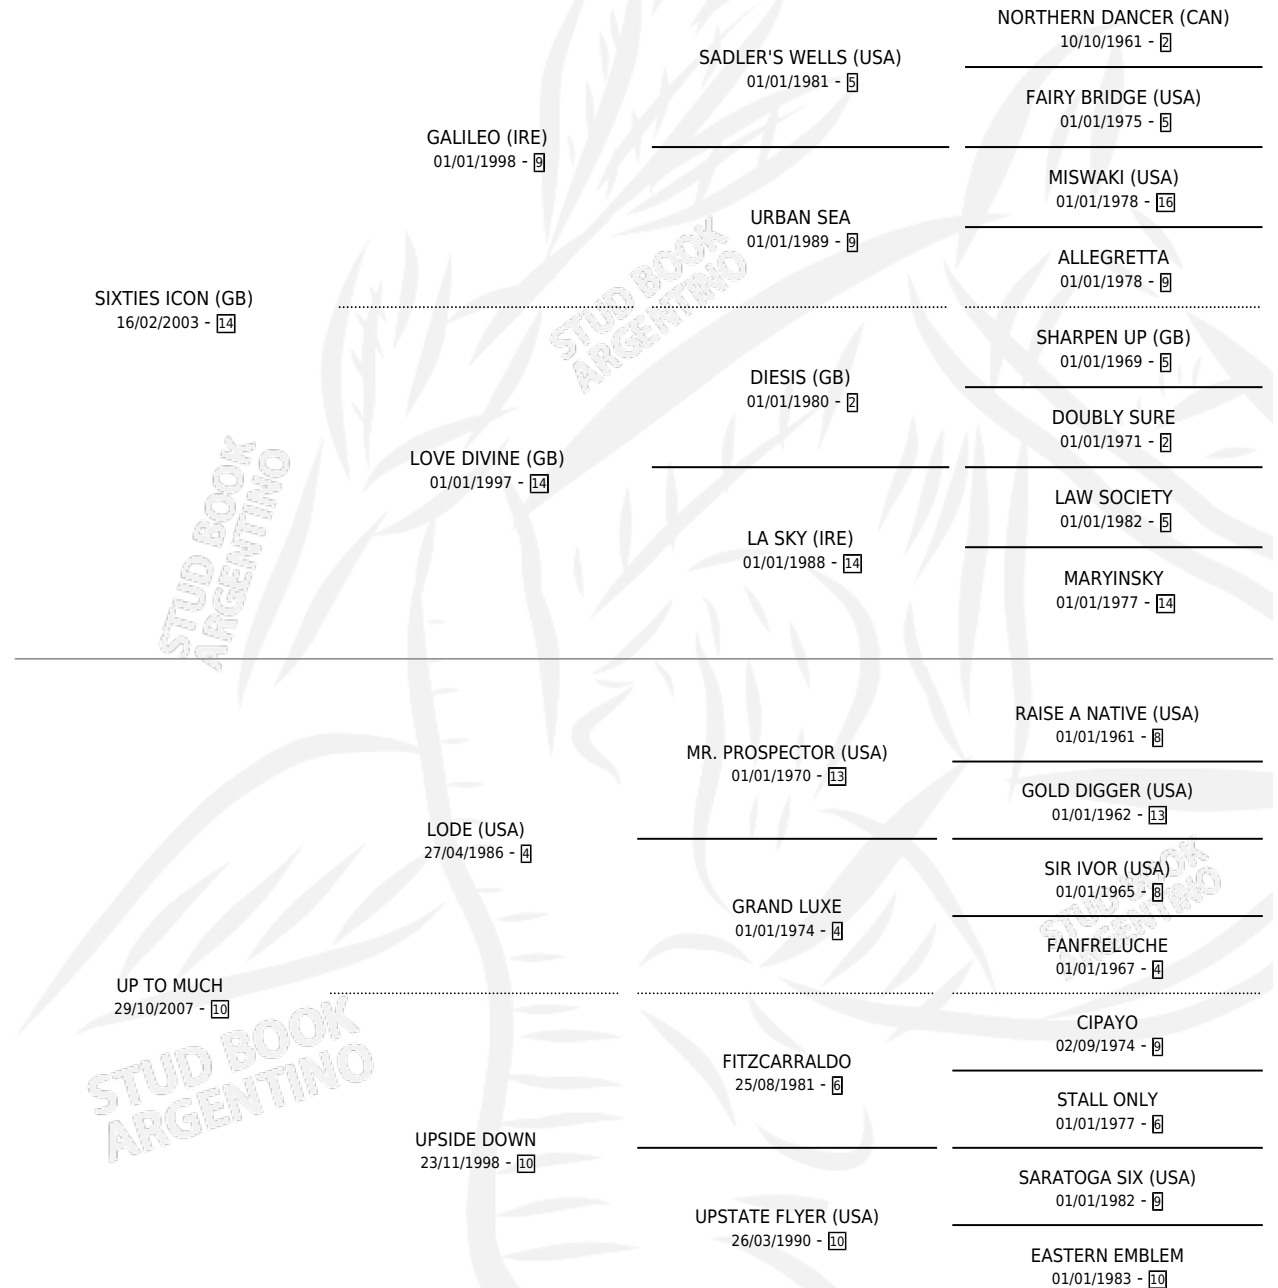 NORTHERN DANCER (CAN)
10/10/1961 - 2
SADLER'S WELLS (USA)
01/01/1981 - 5
FAIRY BRIDGE (USA)
01/01/1975 - 5
GALILEO (IRE)
01/01/1998 - 9
MISWAKI (USA)
01/01/1978 - 16
URBAN SEA
01/01/1989 - 9
ALLEGRETTA
01/01/1978 - 9
SIXTIES ICON (GB)
16/02/2003 - 14
STUD BOOK
ARGENTINO
SHARPEN UP (GB)
01/01/1969 - 5
DIESIS (GB)
01/01/1980 - 2
DOUBLY SURE
01/01/1971 - 2
LOVE DIVINE (GB)
01/01/1997 - 14
LAW SOCIETY
01/01/1982 - 5
LA SKY (IRE)
01/01/1988 - 14
MARYINSKY
01/01/1977 - 14
STUD BOOK
ARGENTINO
RAISE A NATIVE (USA)
01/01/1961 - 8
MR. PROSPECTOR (USA)
01/01/1970 - 13
GOLD DIGGER (USA)
01/01/1962 - 13
LODE (USA)
27/04/1986 - 4
SIR IVOR (USA)
01/01/1965 - 8
GRAND LUXE
01/01/1974 - 4
STUD BOOK
ARGENTINO
FANFRELUCHE
01/01/1967 - 4
UP TO MUCH
29/10/2007 - 10
CIPAYO
02/09/1974 - 9
FITZCARRALDO
25/08/1981 - 6
STALL ONLY
01/01/1977 - 6
STUD BOOK
ARGENTINO
UPSIDE DOWN
23/11/1998 - 10
SARATOGA SIX (USA)
01/01/1982 - 9
UPSTATE FLYER (USA)
26/03/1990 - 10
EASTERN EMBLEM
01/01/1983 - 10